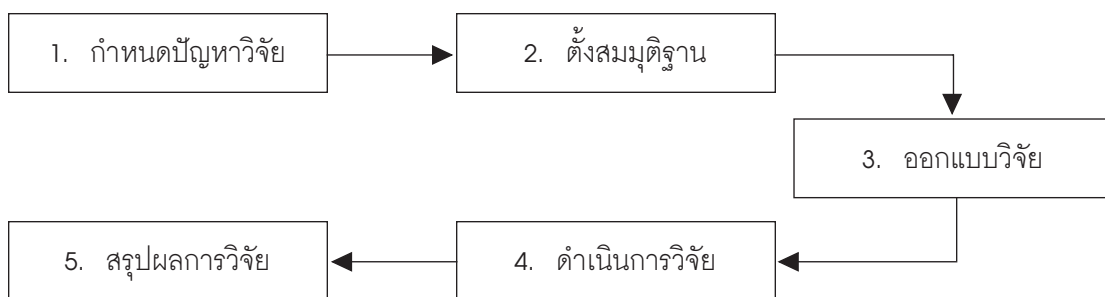 1. กำหนดปัญหาวิจัย
2. ตั้งสมมุติฐาน
3. ออกแบบวิจัย
4. ดำเนินการวิจัย
5. สรุปผลการวิจัย